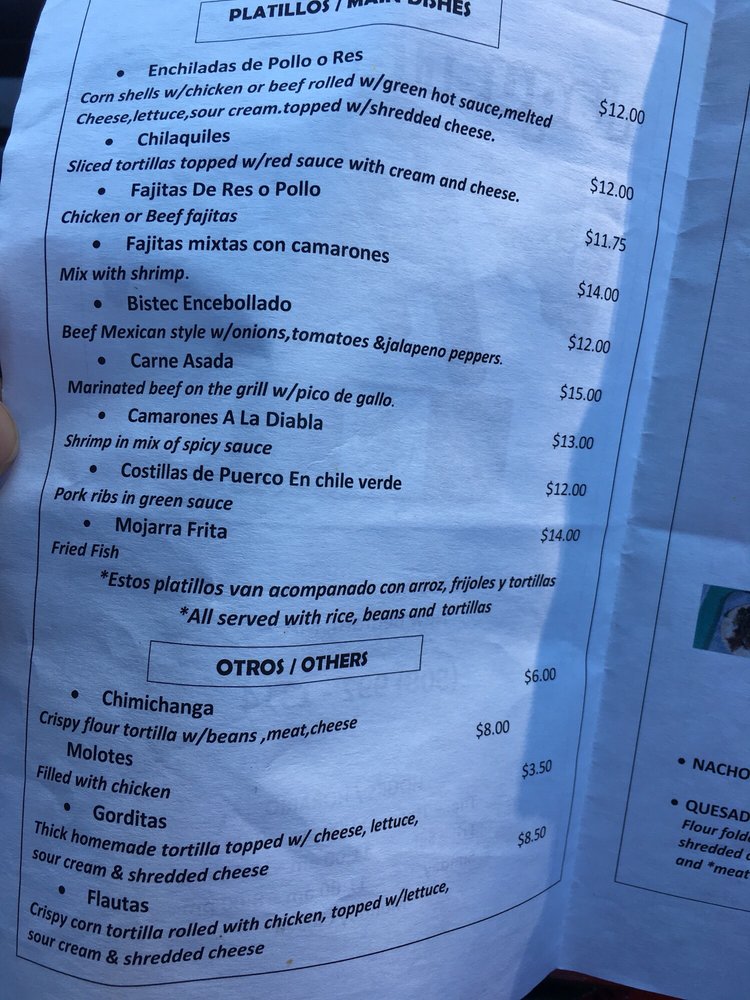 PLATILLOS / MAIN DISHES
• Enchiladas de Pollo o Res $12.00
Corn shells w/chicken or beef rolled w/green hot sauce,melted
Cheese,lettuce,sour cream.topped w/shredded cheese.
• Chilaquiles $12.00
Sliced tortillas topped w/red sauce with cream and cheese.
• Fajitas De Res o Pollo $11.75
Chicken or Beef fajitas
• Fajitas mixtas con camarones $14.00
Mix with shrimp.
• Bistec Encebollado $12.00
Beef Mexican style w/onions,tomatoes &jalapeno peppers.
• Carne Asada $15.00
Marinated beef on the grill w/pico de gallo.
• Camarones A La Diabla $13.00
Shrimp in mix of spicy sauce
• Costillas de Puerco En chile verde $12.00
Pork ribs in green sauce
• Mojarra Frita $14.00
Fried Fish
*Estos platillos van acompanado con arroz, frijoles y tortillas
*All served with rice, beans and tortillas
OTROS / OTHERS
• Chimichanga $6.00
Crispy flour tortilla w/beans ,meat,cheese
Molotes $8.00
Filled with chicken
• Gorditas $3.50
Thick homemade tortilla topped w/ cheese, lettuce,
sour cream & shredded cheese
• Flautas $8.50
Crispy corn tortilla rolled with chicken, topped w/lettuce,
sour cream & shredded cheese
• NACHO
• QUESAD
Flour fold
shredded
and *meat